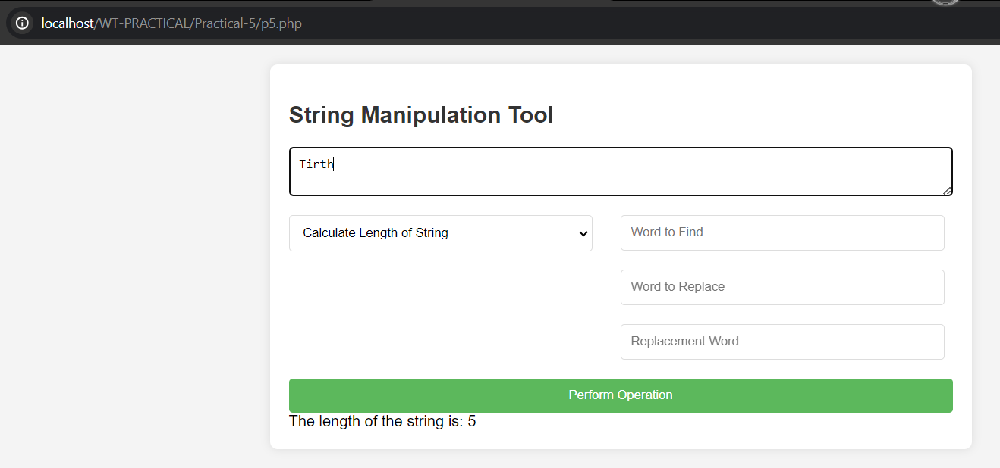 localhost/WT-PRACTICAL/Practical-5/p5.php
String Manipulation Tool
Tirth
Calculate Length of String
Word to Find
Word to Replace
Replacement Word
Perform Operation
The length of the string is: 5